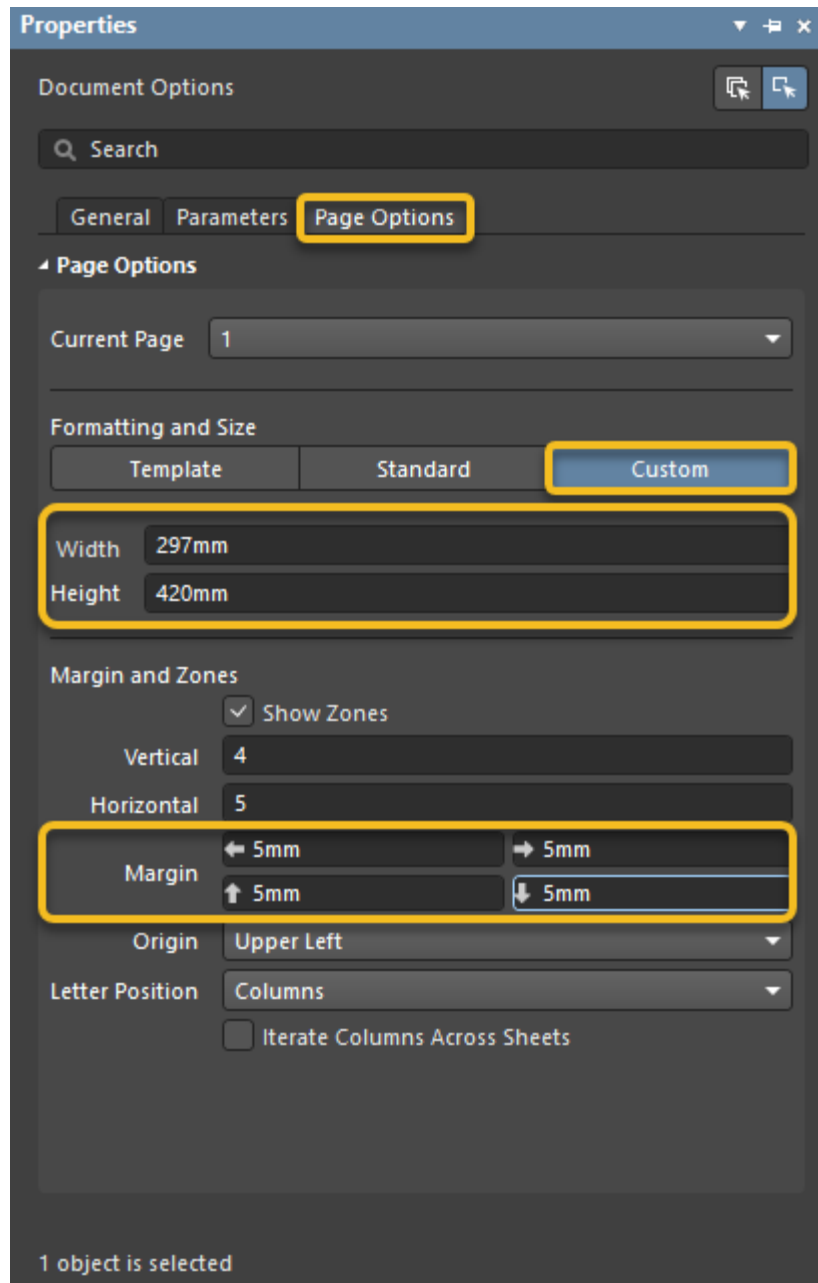 Properties
Document Options
Search
General Parameters Page Options
Page Options
Current Page 1
Formatting and Size
Template Standard Custom
Width 297mm
Height 420mm
Margin and Zones
Show Zones
Vertical 4
Horizontal 5
Margin 5mm 5mm
5mm 5mm
Origin Upper Left
Letter Position Columns
Iterate Columns Across Sheets
1 object is selected